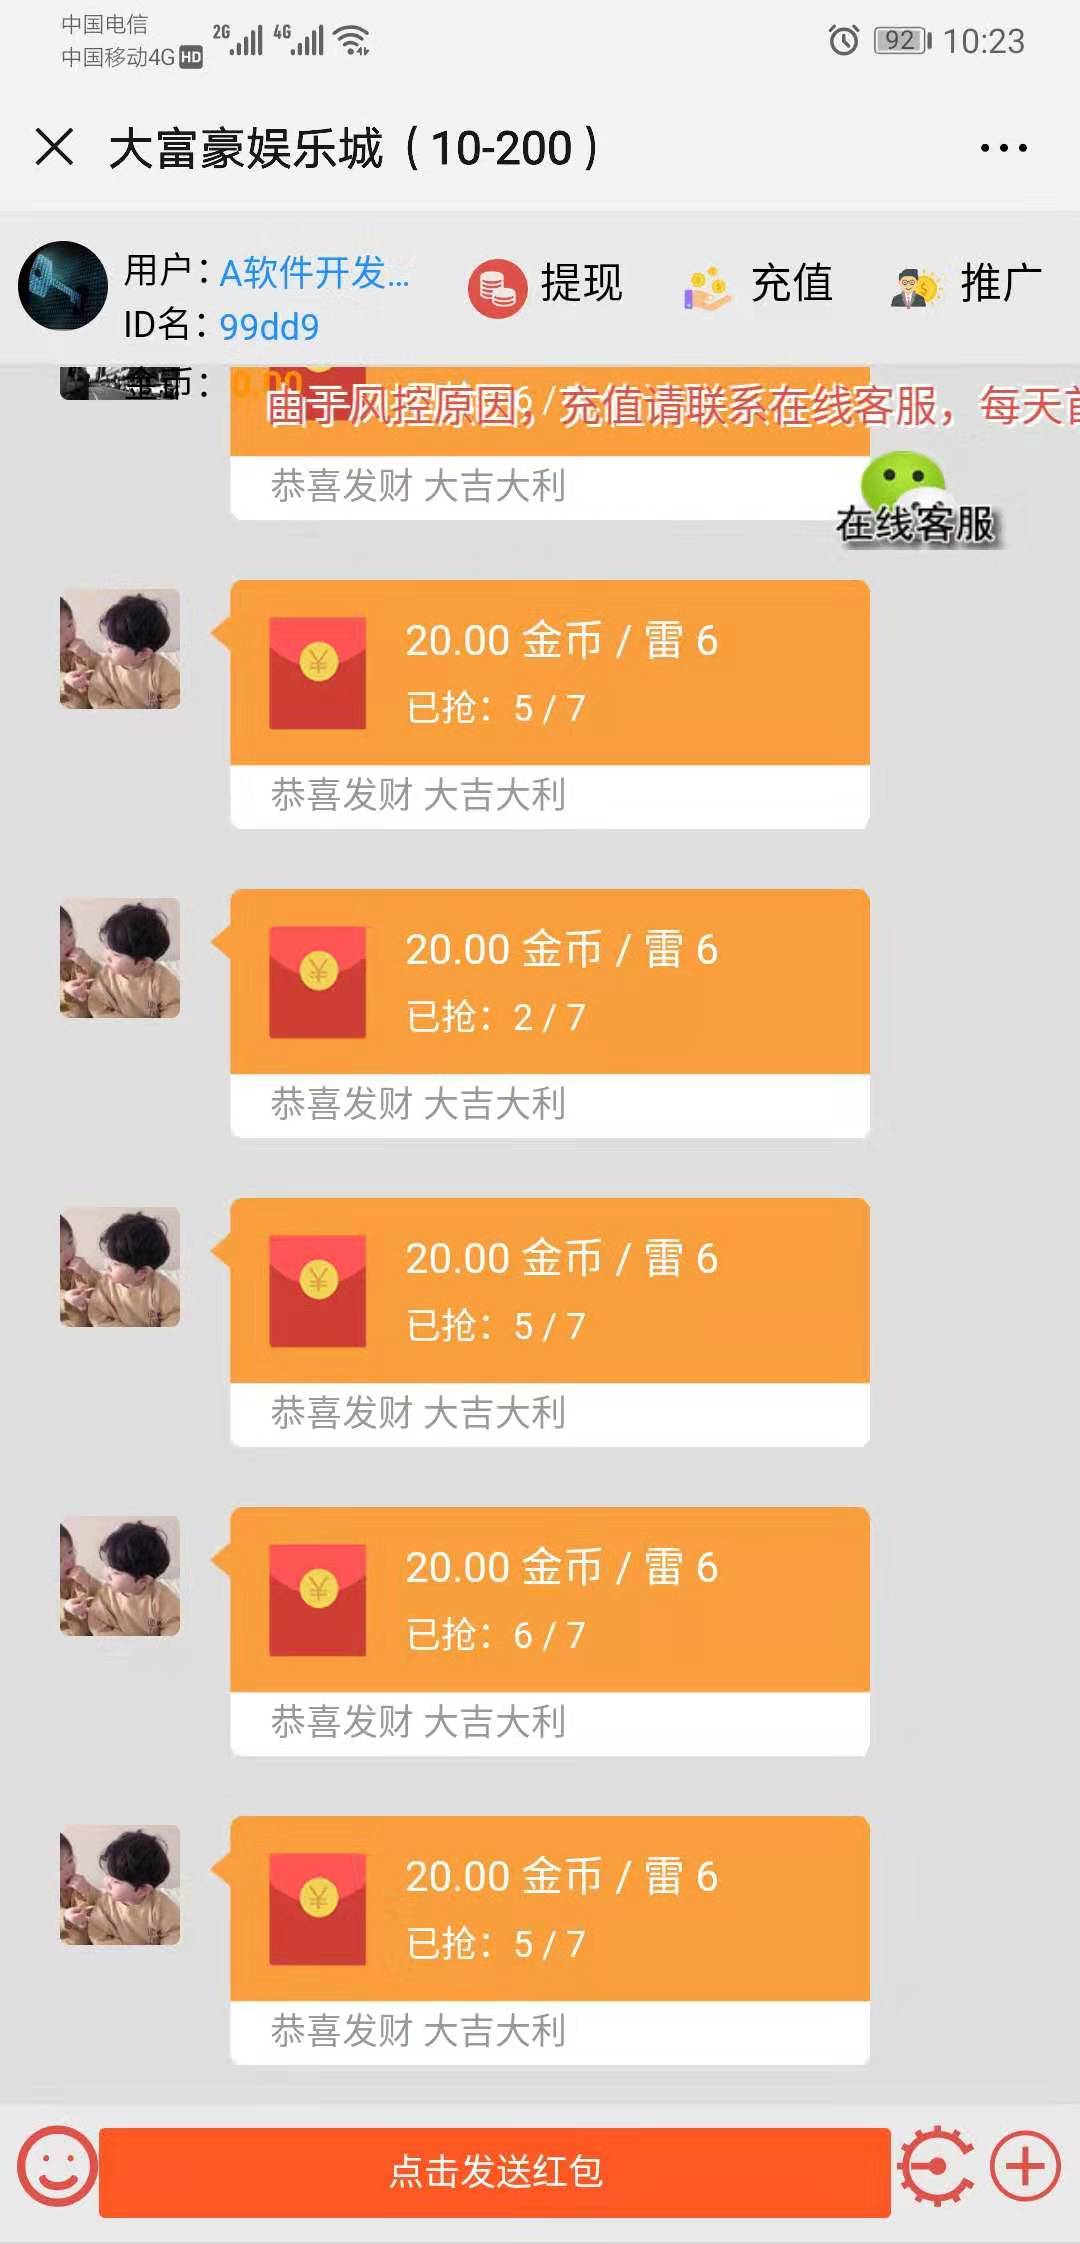 中国电信
中国移动4G HD
2G 4G
92 10:23
大富豪娱乐城（10-200）
用户：A软件开发...
ID名：99dd9
提现 充值 推广
金币：0.00
由于风控原因，充值请联系在线客服，每天首
恭喜发财 大吉大利
在线客服
20.00 金币 / 雷 6
已抢：5 / 7
恭喜发财 大吉大利
20.00 金币 / 雷 6
已抢：2 / 7
恭喜发财 大吉大利
20.00 金币 / 雷 6
已抢：5 / 7
恭喜发财 大吉大利
20.00 金币 / 雷 6
已抢：6 / 7
恭喜发财 大吉大利
20.00 金币 / 雷 6
已抢：5 / 7
恭喜发财 大吉大利
点击发送红包